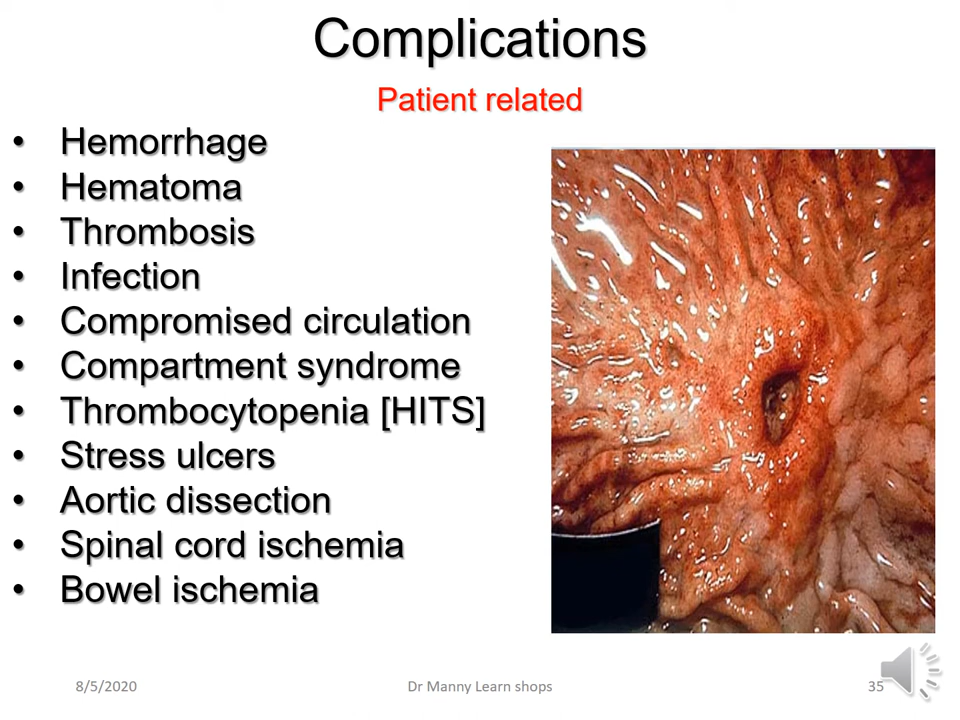 Complications
Patient related
• Hemorrhage
• Hematoma
• Thrombosis
• Infection
• Compromised circulation
• Compartment syndrome
• Thrombocytopenia [HITS]
• Stress ulcers
• Aortic dissection
• Spinal cord ischemia
• Bowel ischemia
8/5/2020
Dr Manny Learn shops
35